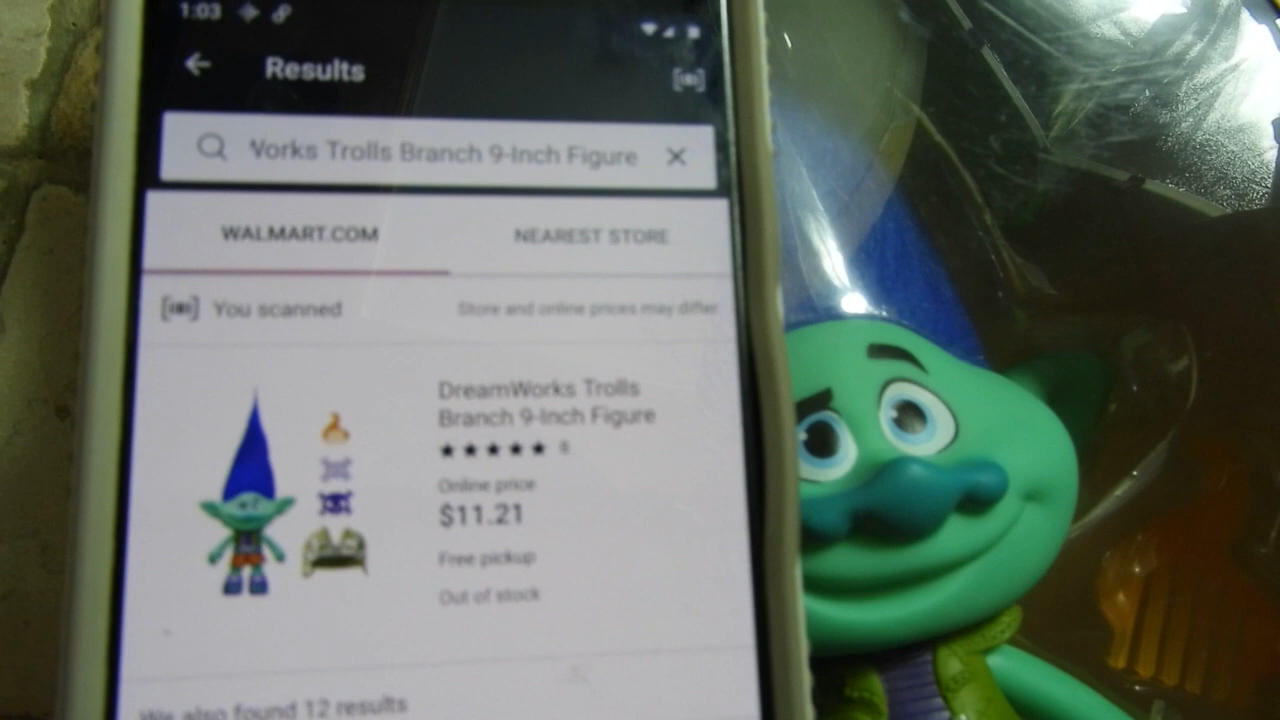 1:03
Results
Works Trolls Branch 9-Inch Figure
WALMART.COM
NEAREST STORE
You scanned
Store and online prices may differ
DreamWorks Trolls
Branch 9-Inch Figure
Online price
$11.21
Free pickup
Out of stock
We also found 12 results